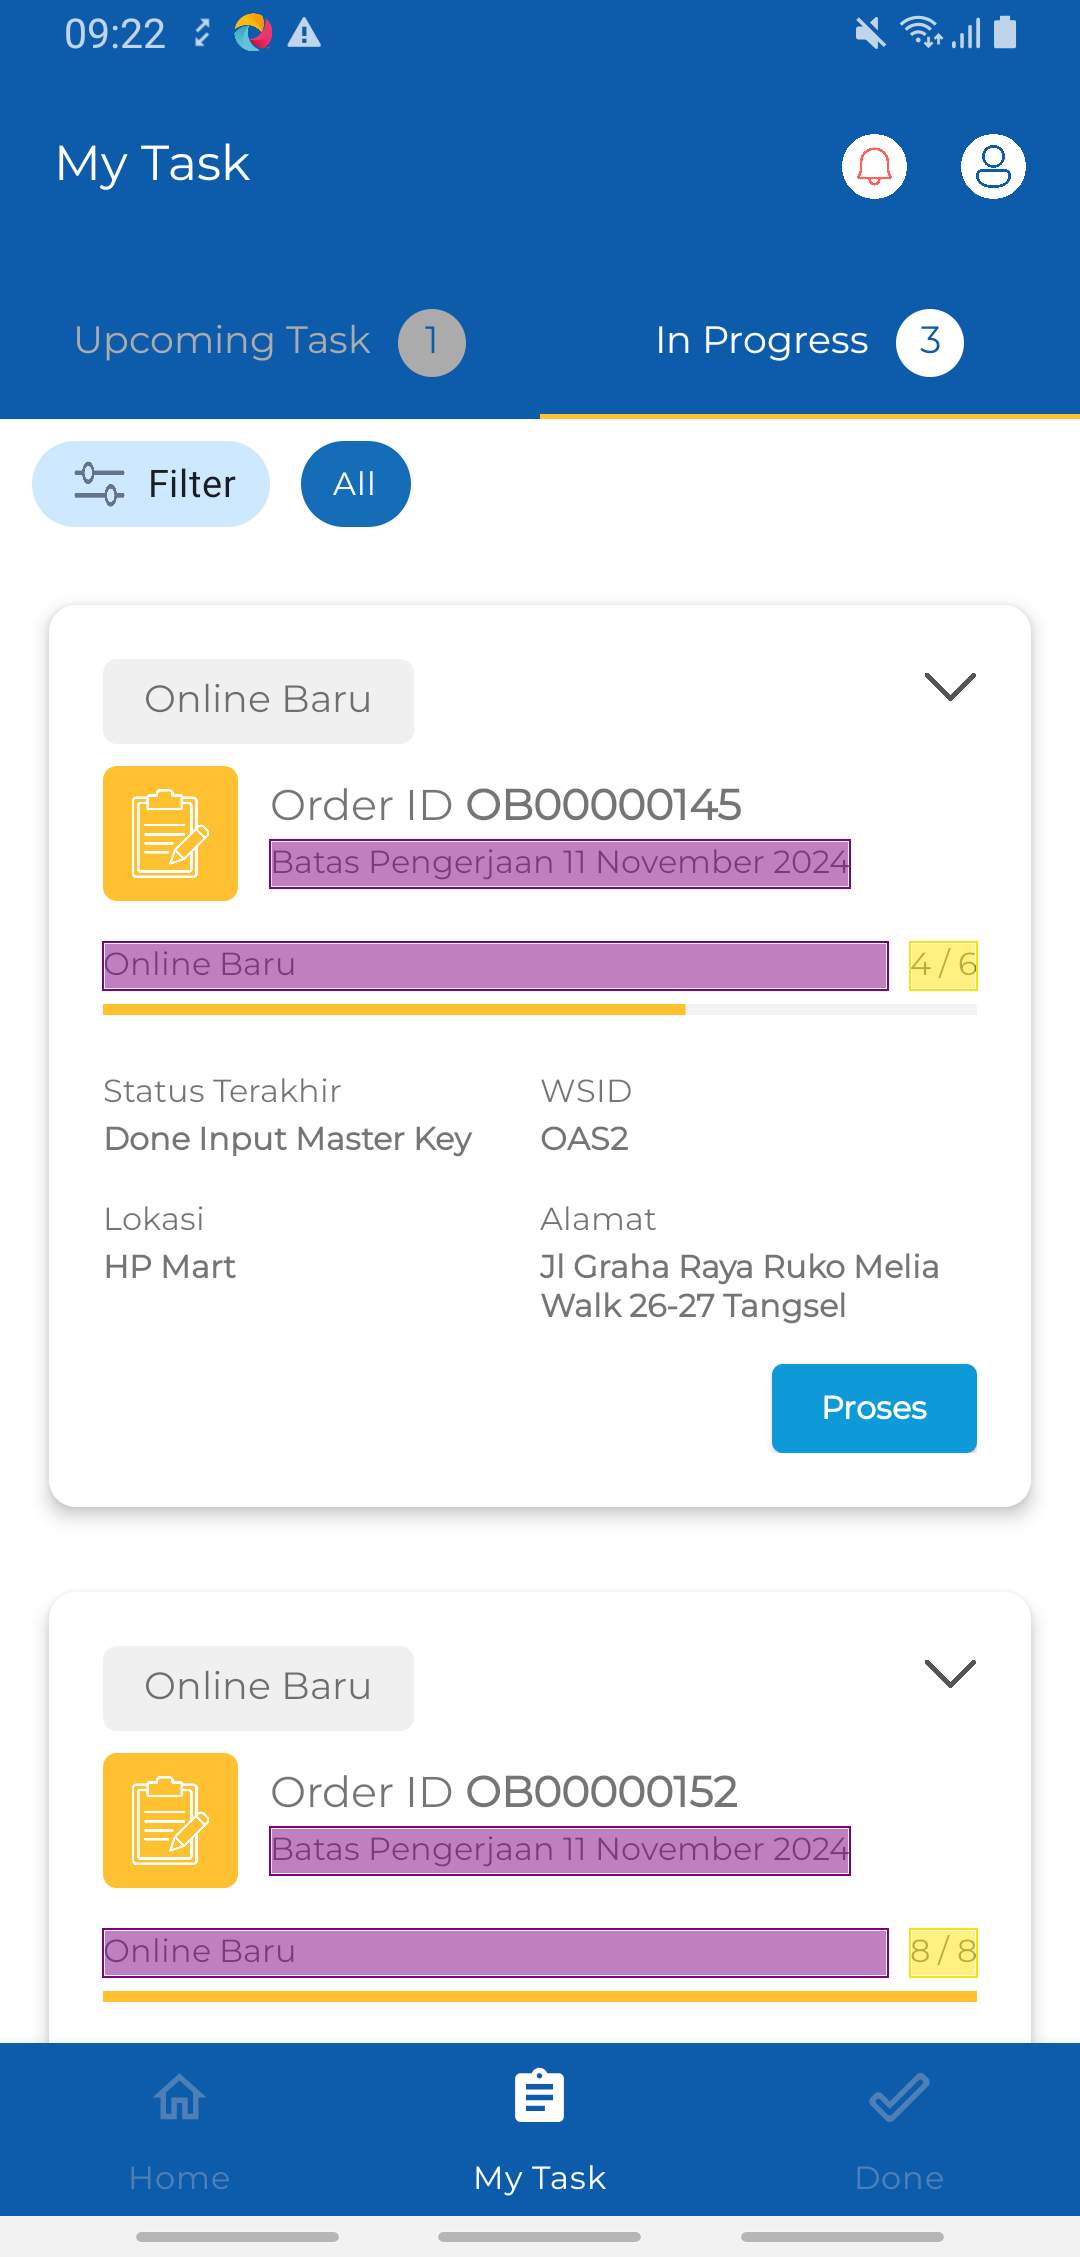 09:22
My Task
Upcoming Task 1
In Progress 3
Filter
All
Online Baru
Order ID OB00000145
Batas Pengerjaan 11 November 2024
Online Baru 4 / 6
Status Terakhir
WSID
Done Input Master Key
OAS2
Lokasi
Alamat
HP Mart
Jl Graha Raya Ruko Melia
Walk 26-27 Tangsel
Proses
Online Baru
Order ID OB00000152
Batas Pengerjaan 11 November 2024
Online Baru 8 / 8
Home
My Task
Done